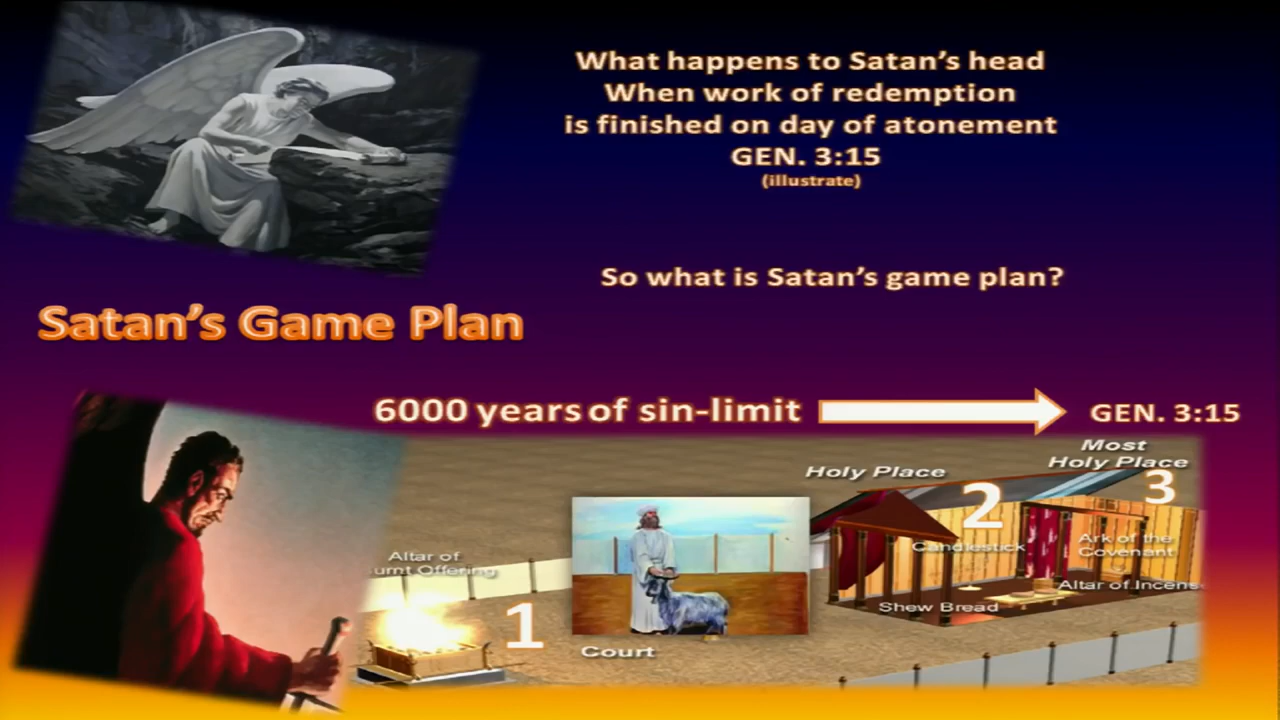 What happens to Satan's head
When work of redemption
is finished on day of atonement
GEN. 3:15
(illustrate)
So what is Satan's game plan?
Satan's Game Plan
6000 years of sin-limit
GEN. 3:15
Most
Holy Place
Holy Place
3
2
Candlestick
Ark of the
Covenant
Altar of
urnt Offering
Altar of Incens
Shew Bread
1
Court